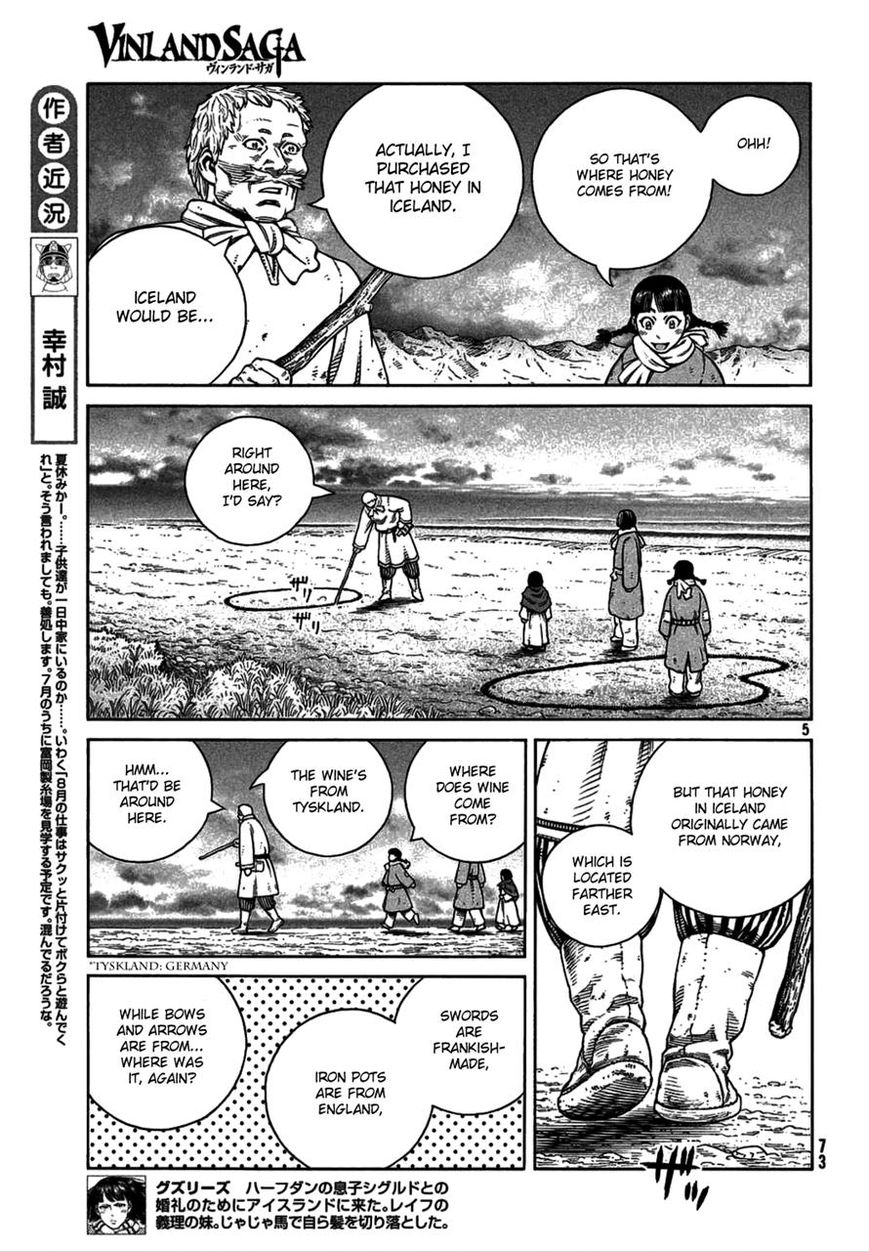 VINLAND SAGA
ヴィンランド・サガ
OHH!
SO THAT'S
WHERE HONEY
COMES FROM!
ACTUALLY, I
PURCHASED
THAT HONEY IN
ICELAND.
ICELAND
WOULD BE...
RIGHT
AROUND
HERE,
I'D SAY?
ザリ
ザリ
5
BUT THAT HONEY
IN ICELAND
ORIGINALLY CAME
FROM NORWAY,
WHICH IS
LOCATED
FARTHER
EAST.
ザザ
73
WHERE
DOES WINE
COME
FROM?
THE WINE'S
FROM
TYSKLAND.
HMM...
THAT'D BE
AROUND
HERE.
*TYSKLAND: GERMANY
SWORDS
ARE
FRANKISH-
MADE,
IRON POTS
ARE FROM
ENGLAND,
WHILE BOWS
AND ARROWS
ARE FROM...
WHERE WAS
IT, AGAIN?
作者近況
幸村誠
夏休みかー。……子供達が一日中家にいるのか……。いわく「8月の仕事はサクッと片付けてボクらと遊んでく
れ」と。そう言われましても。善処します。7月のうちに富岡製糸場を見学する予定です。混んでるだろうな。
グズリーズ ハーフダンの息子シグルドとの
婚礼のためにアイスランドに来た。レイフの
義理の妹。じゃじゃ馬で自ら髪を切り落とした。